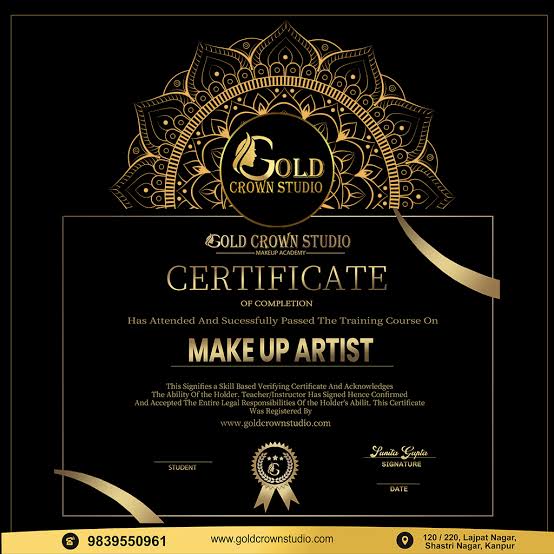 GOLD
CROWN STUDIO
GOLD CROWN STUDIO
MAKEUP ACADEMY
CERTIFICATE
OF COMPLETION
Has Attended And Sucessfully Passed The Training Course On
MAKE UP ARTIST
This Signifies a Skill Based Verifying Certificate And Acknowledges
The Ability Of the Holder. Teacher/Instructor Has Signed Hence Confirmed
And Accepted The Entire Legal Responsibilities Of the Holder's Abilit. This Certificate
Was Registered By
www.goldcrownstudio.com
STUDENT
G
Sunita Gupta
SIGNATURE
DATE
9839550961
www.goldcrownstudio.com
120 / 220, Lajpat Nagar,
Shastri Nagar, Kanpur